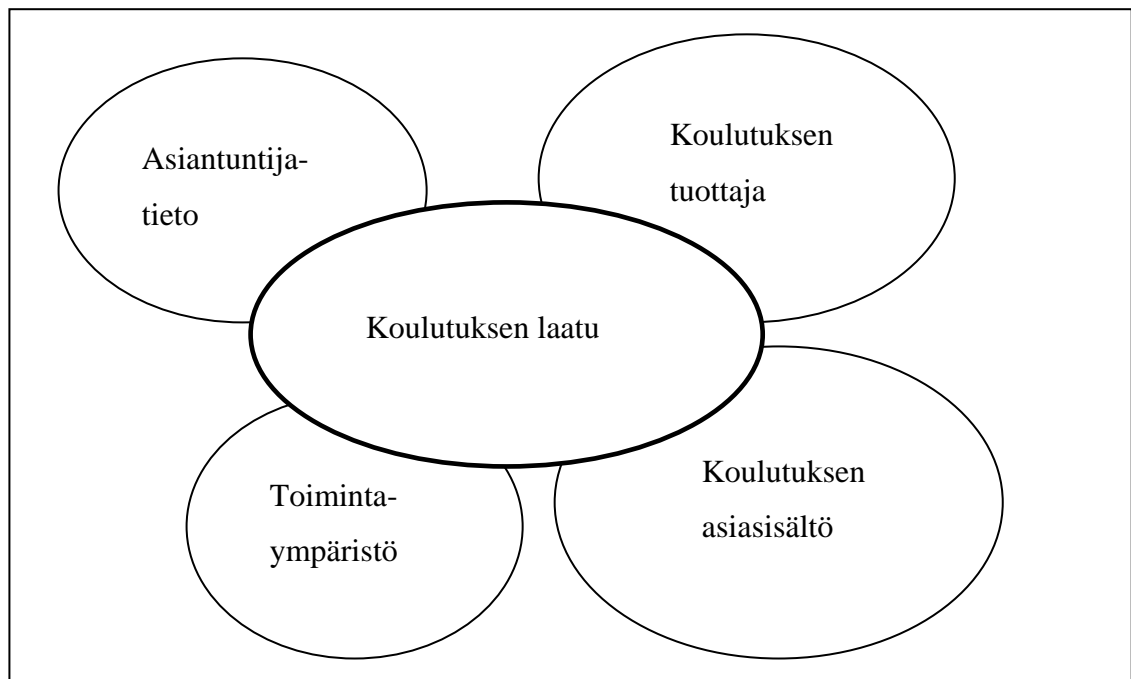 Asiantuntija-
tieto
Koulutuksen
tuottaja
Koulutuksen laatu
Toiminta-
ympäristö
Koulutuksen
asiasisältö